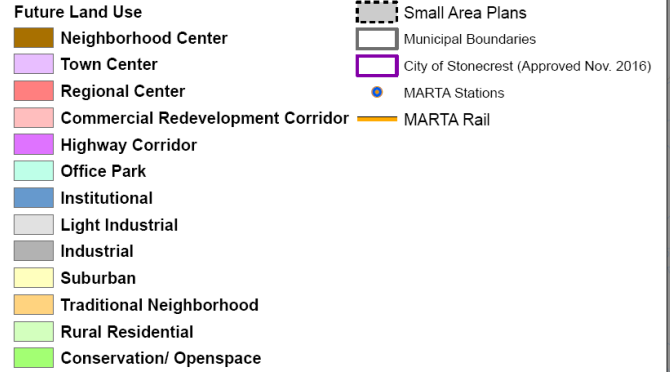 Future Land Use
Neighborhood Center
Town Center
Regional Center
Commercial Redevelopment Corridor
Highway Corridor
Office Park
Institutional
Light Industrial
Industrial
Suburban
Traditional Neighborhood
Rural Residential
Conservation/ Openspace
Small Area Plans
Municipal Boundaries
City of Stonecrest (Approved Nov. 2016)
MARTA Stations
MARTA Rail